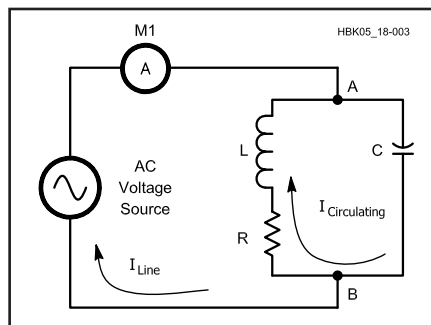 M1
HBK05_18-003
A
A
L
C
AC
Voltage
Source
I Circulating
R
I Line
B